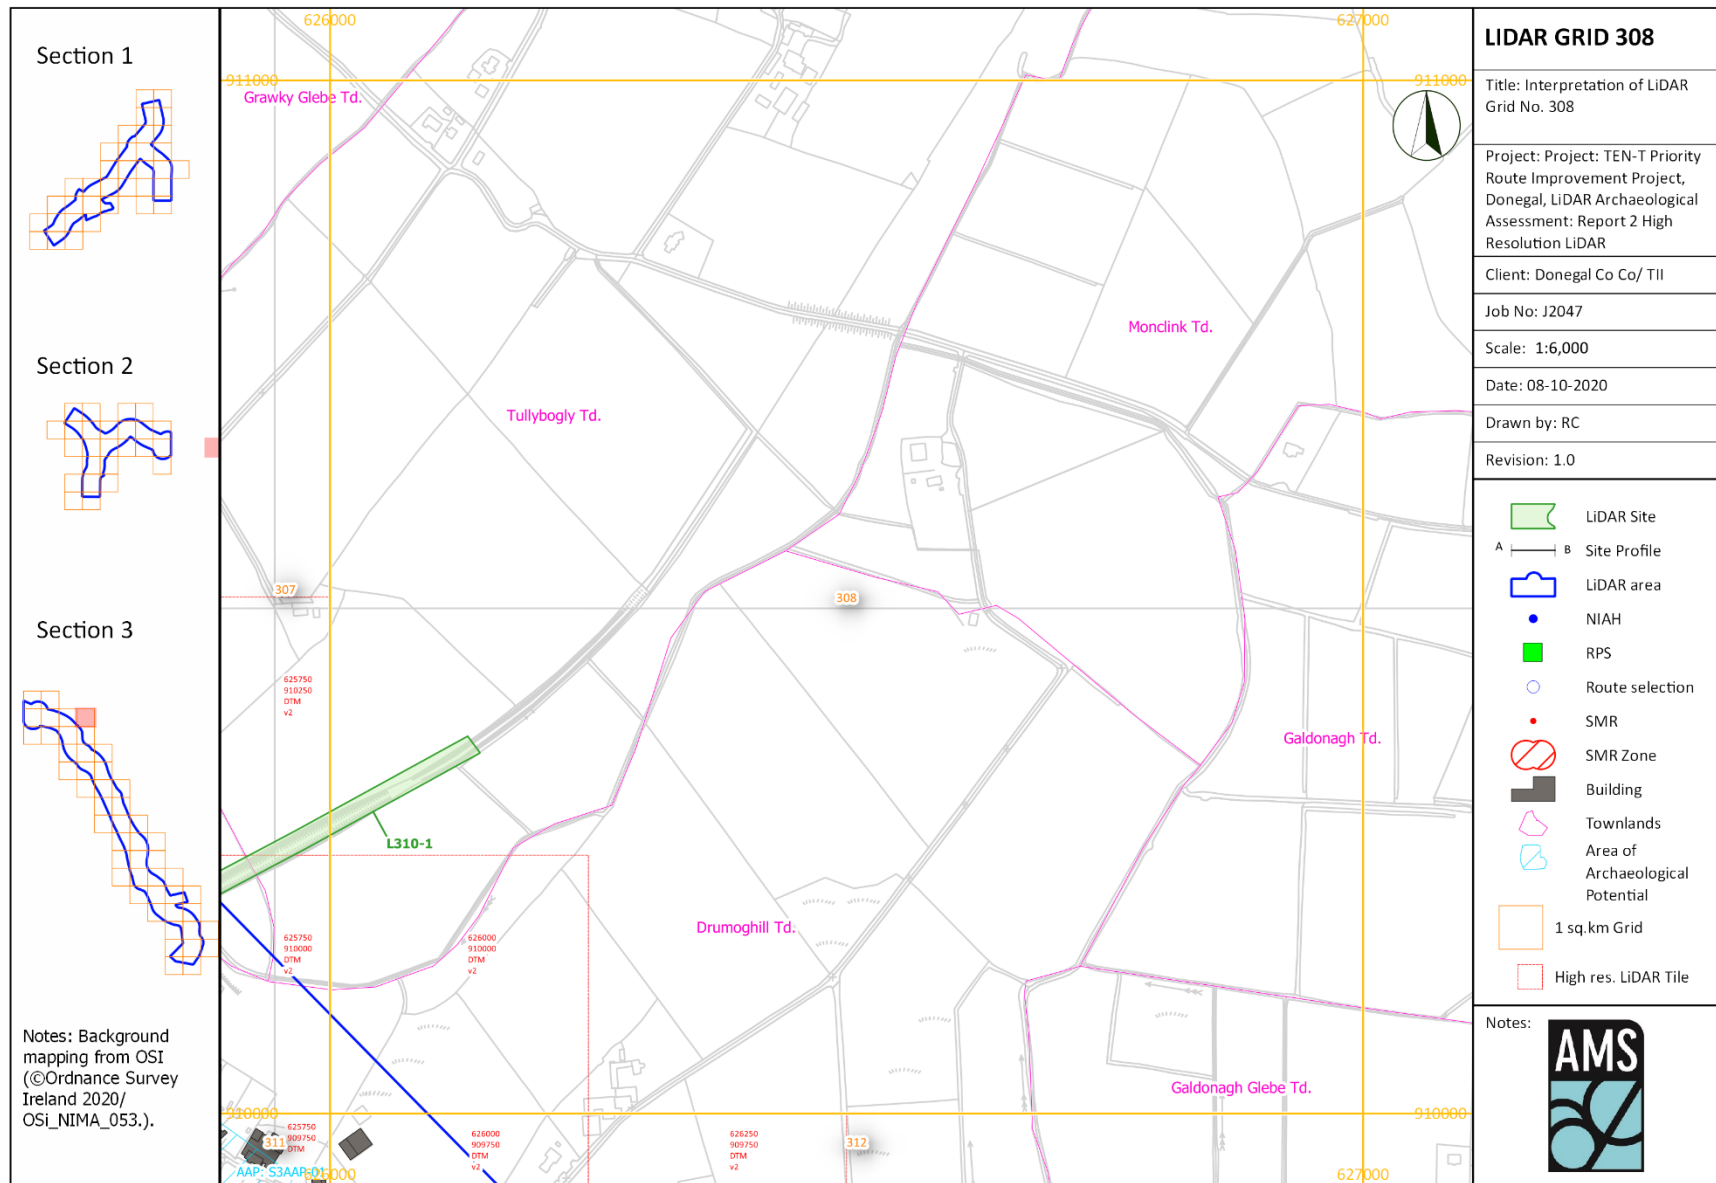 Section 1
Section 2
Section 3
Notes: Background
mapping from OSI
(©Ordnance Survey
Ireland 2020/
OSi_NIMA_053.).
626000
627000
911000
911000
Grawky Glebe Td.
Monclink Td.
Tullybogly Td.
307
308
625750
910250
DTM
v2
Galdonagh Td.
L310-1
Drumoghill Td.
625750
910000
DTM
v2
626000
910000
DTM
v2
Galdonagh Glebe Td.
910000
910000
625750
909750
DTM
311
626000
909750
DTM
v2
626250
909750
DTM
v2
312
AAP: S3AAP-01
626000
627000
LIDAR GRID 308
Title: Interpretation of LiDAR
Grid No. 308
Project: Project: TEN-T Priority
Route Improvement Project,
Donegal, LiDAR Archaeological
Assessment: Report 2 High
Resolution LiDAR
Client: Donegal Co Co/ TII
Job No: J2047
Scale: 1:6,000
Date: 08-10-2020
Drawn by: RC
Revision: 1.0
LiDAR Site
A B Site Profile
LiDAR area
NIAH
RPS
Route selection
SMR
SMR Zone
Building
Townlands
Area of
Archaeological
Potential
1 sq.km Grid
High res. LiDAR Tile
Notes:
AMS